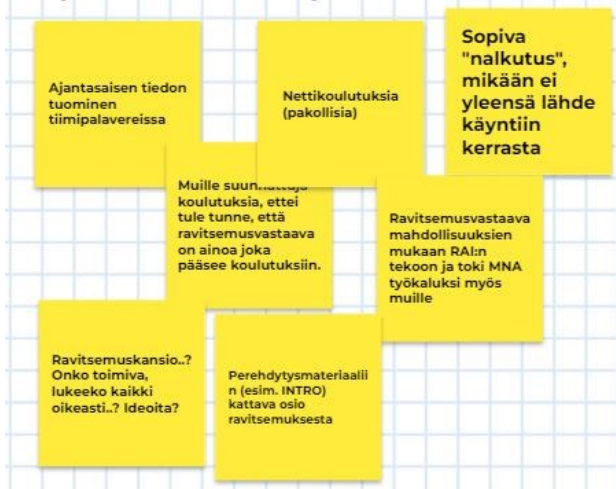 Ajantasaisen tiedon
tuominen
tiimipalavereissa
Nettikoulutuksia
(pakollisia)
Sopiva
"nalkutus",
mikään ei
yleensä lähde
käyntiin
kerrasta
Muille suunnattuja
koulutuksia, ettei
tule tunne, että
ravitsemusvastaava
on ainoa joka
pääsee koulutuksiin.
Ravitsemusvastaava
mahdollisuuksien
mukaan RAI:n
tekoon ja toki MNA
työkaluksi myös
muille
Ravitsemuskansio..?
Onko toimiva,
lukeeko kaikki
oikeasti..? Ideoita?
Perehdytysmateriaalii
n (esim. INTRO)
kattava osio
ravitsemuksesta